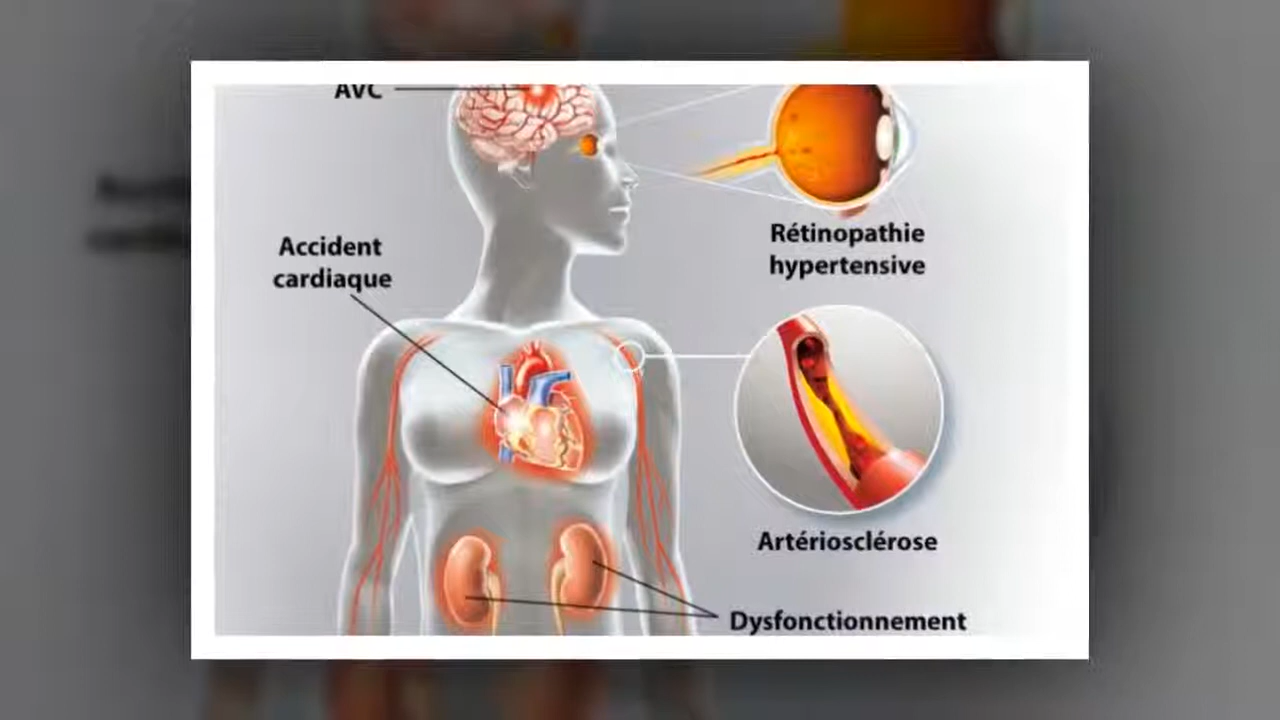 AVC
Accident
cardiaque
Rétinopathie
hypertensive
Artériosclérose
Dysfonctionnement